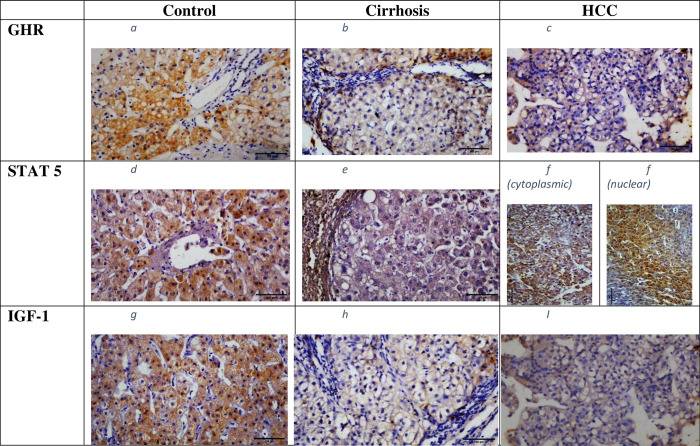 Control Cirrhosis HCC
GHR a b c
STAT 5 d e f f
(cytoplasmic) (nuclear)
IGF-1 g h I